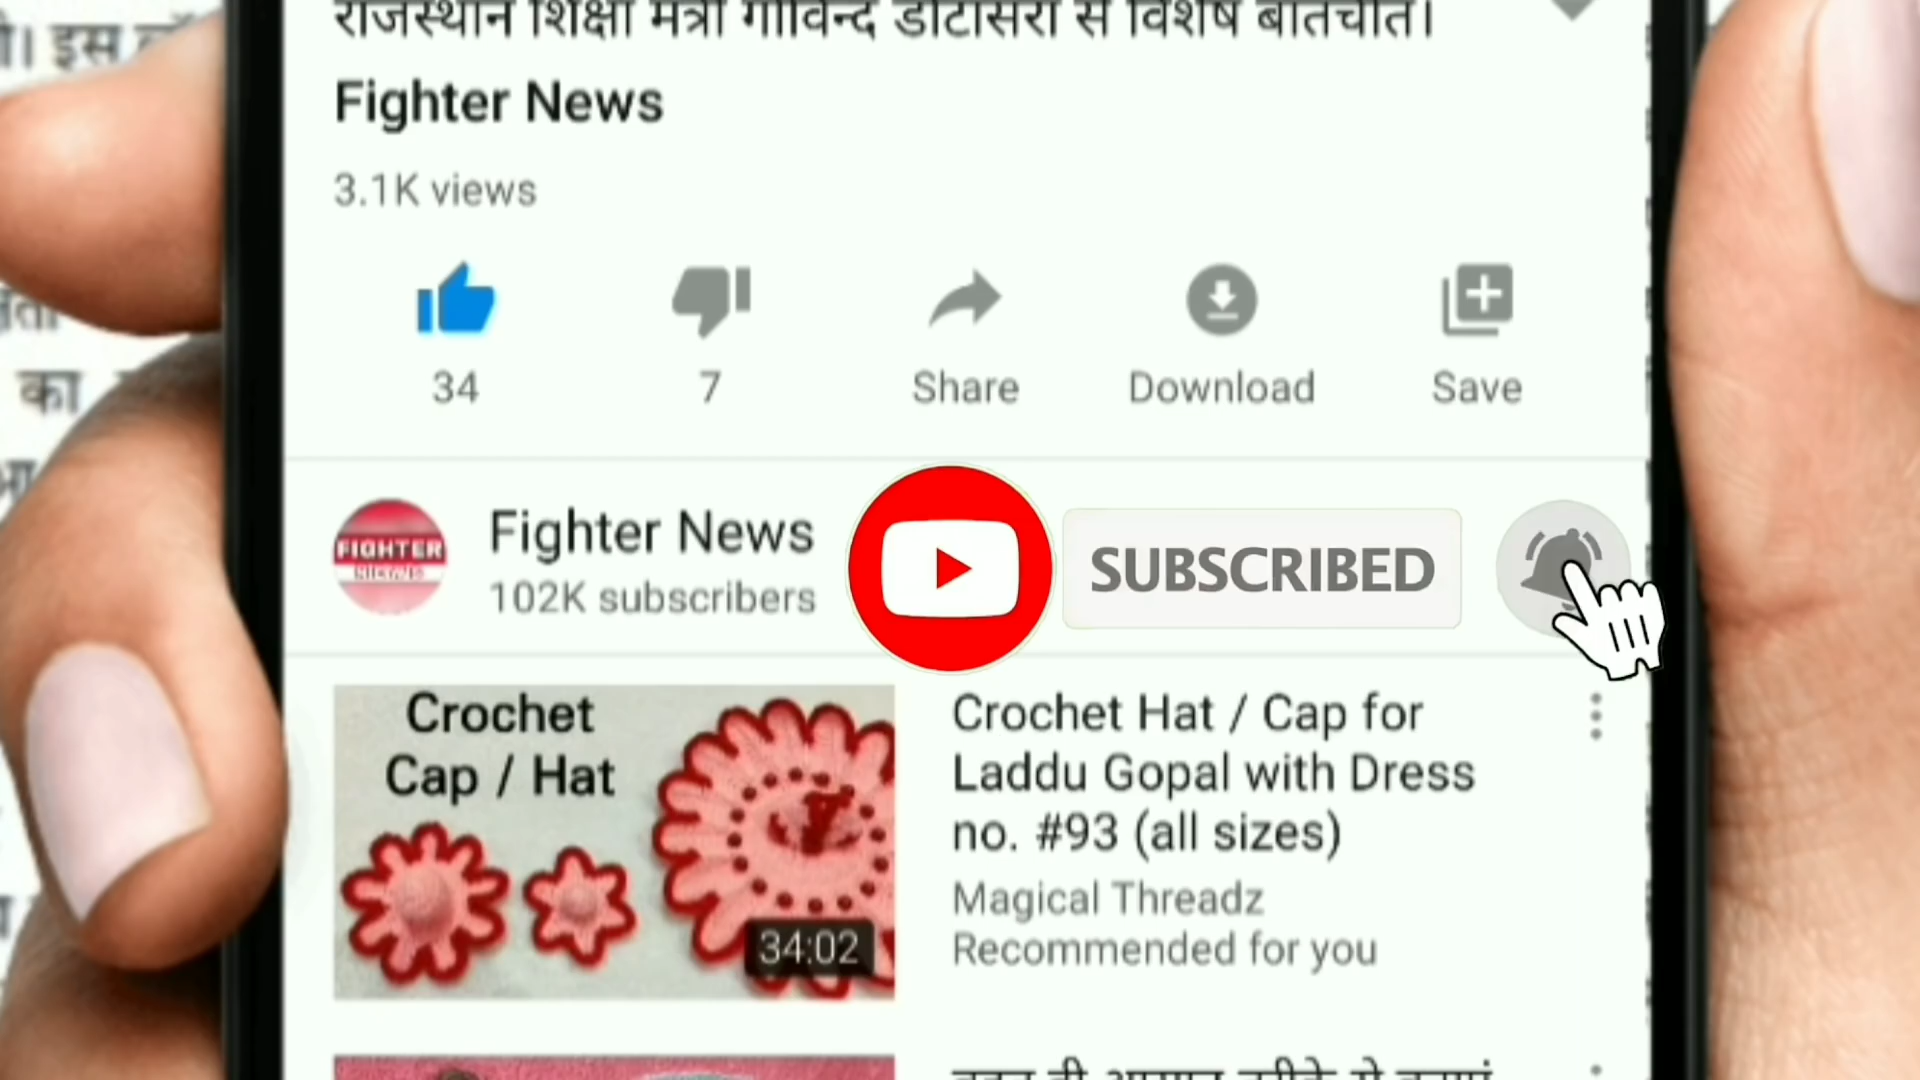 राजस्थान शिक्षा मंत्री गोविन्द डोटासरा से विशेष बातचीत।
Fighter News
3.1K views
34
7
Share
Download
Save
Fighter News
102K subscribers
FIGHTER
SUBSCRIBED
Crochet
Cap / Hat
34:02
Crochet Hat / Cap for
Laddu Gopal with Dress
no. #93 (all sizes)
Magical Threadz
Recommended for you
। इस
का